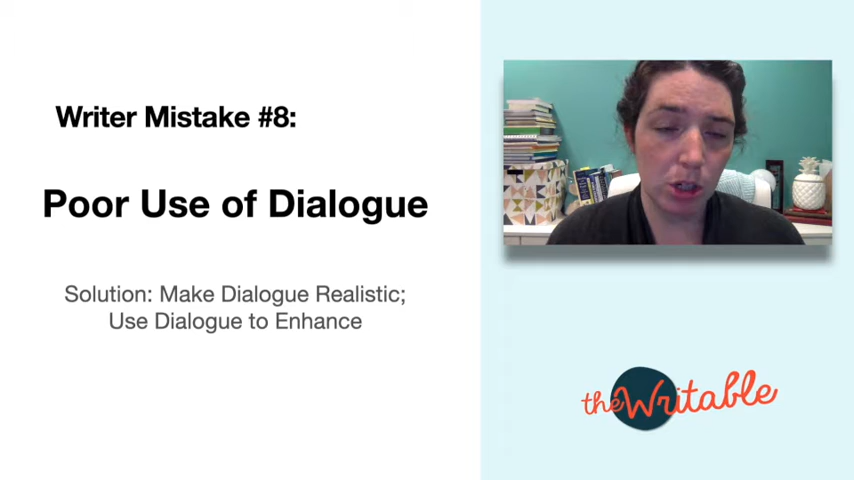 Writer Mistake #8:
Poor Use of Dialogue
Solution: Make Dialogue Realistic;
Use Dialogue to Enhance
theWritable